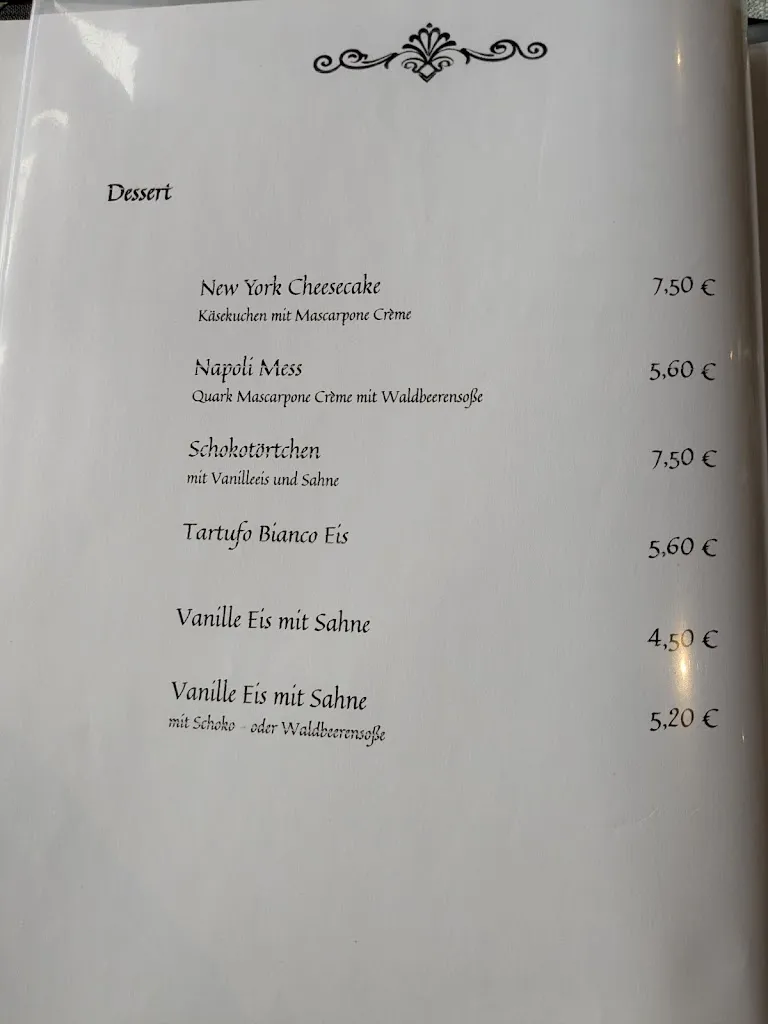 Dessert
New York Cheesecake 7,50 €
Käsekuchen mit Mascarpone Crème
Napoli Mess 5,60 €
Quark Mascarpone Crème mit Waldbeerensoße
Schokotörtchen 7,50 €
mit Vanilleeis und Sahne
Tartufo Bianco Eis 5,60 €
Vanille Eis mit Sahne 4,50 €
Vanille Eis mit Sahne 5,20 €
mit Schoko - oder Waldbeerensoße